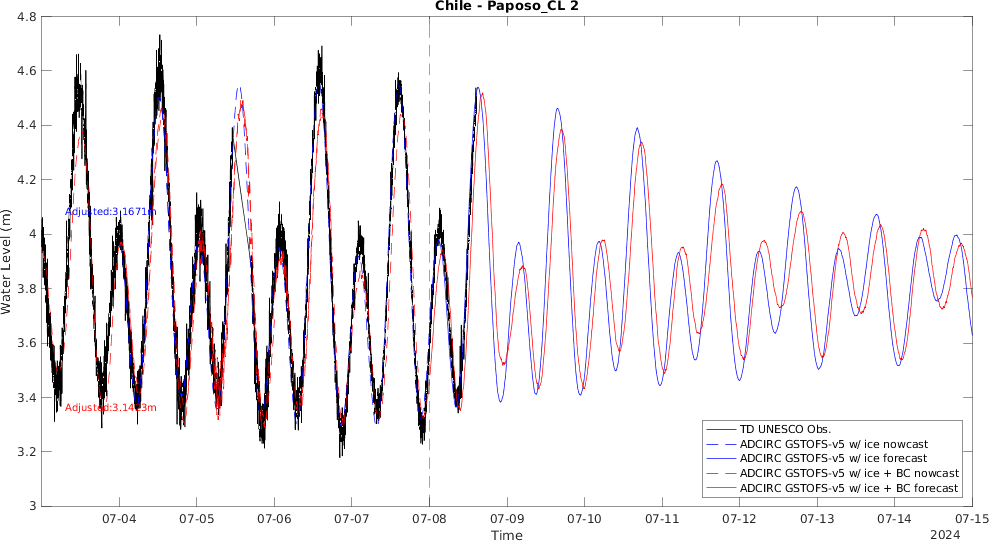 Chile - Paposo_CL 2
Water Level (m)
4.8
4.6
4.4
4.2
4
3.8
3.6
3.4
3.2
3
Adjusted:3.1671m
07-04
07-05
07-06
07-07
07-08
07-09
07-10
07-11
07-12
07-13
07-14
07-15
Time
2024
TD UNESCO Obs.
ADCIRC GSTOFS-v5 w/ ice nowcast
ADCIRC GSTOFS-v5 w/ ice forecast
ADCIRC GSTOFS-v5 w/ ice + BC nowcast
ADCIRC GSTOFS-v5 w/ ice + BC forecast